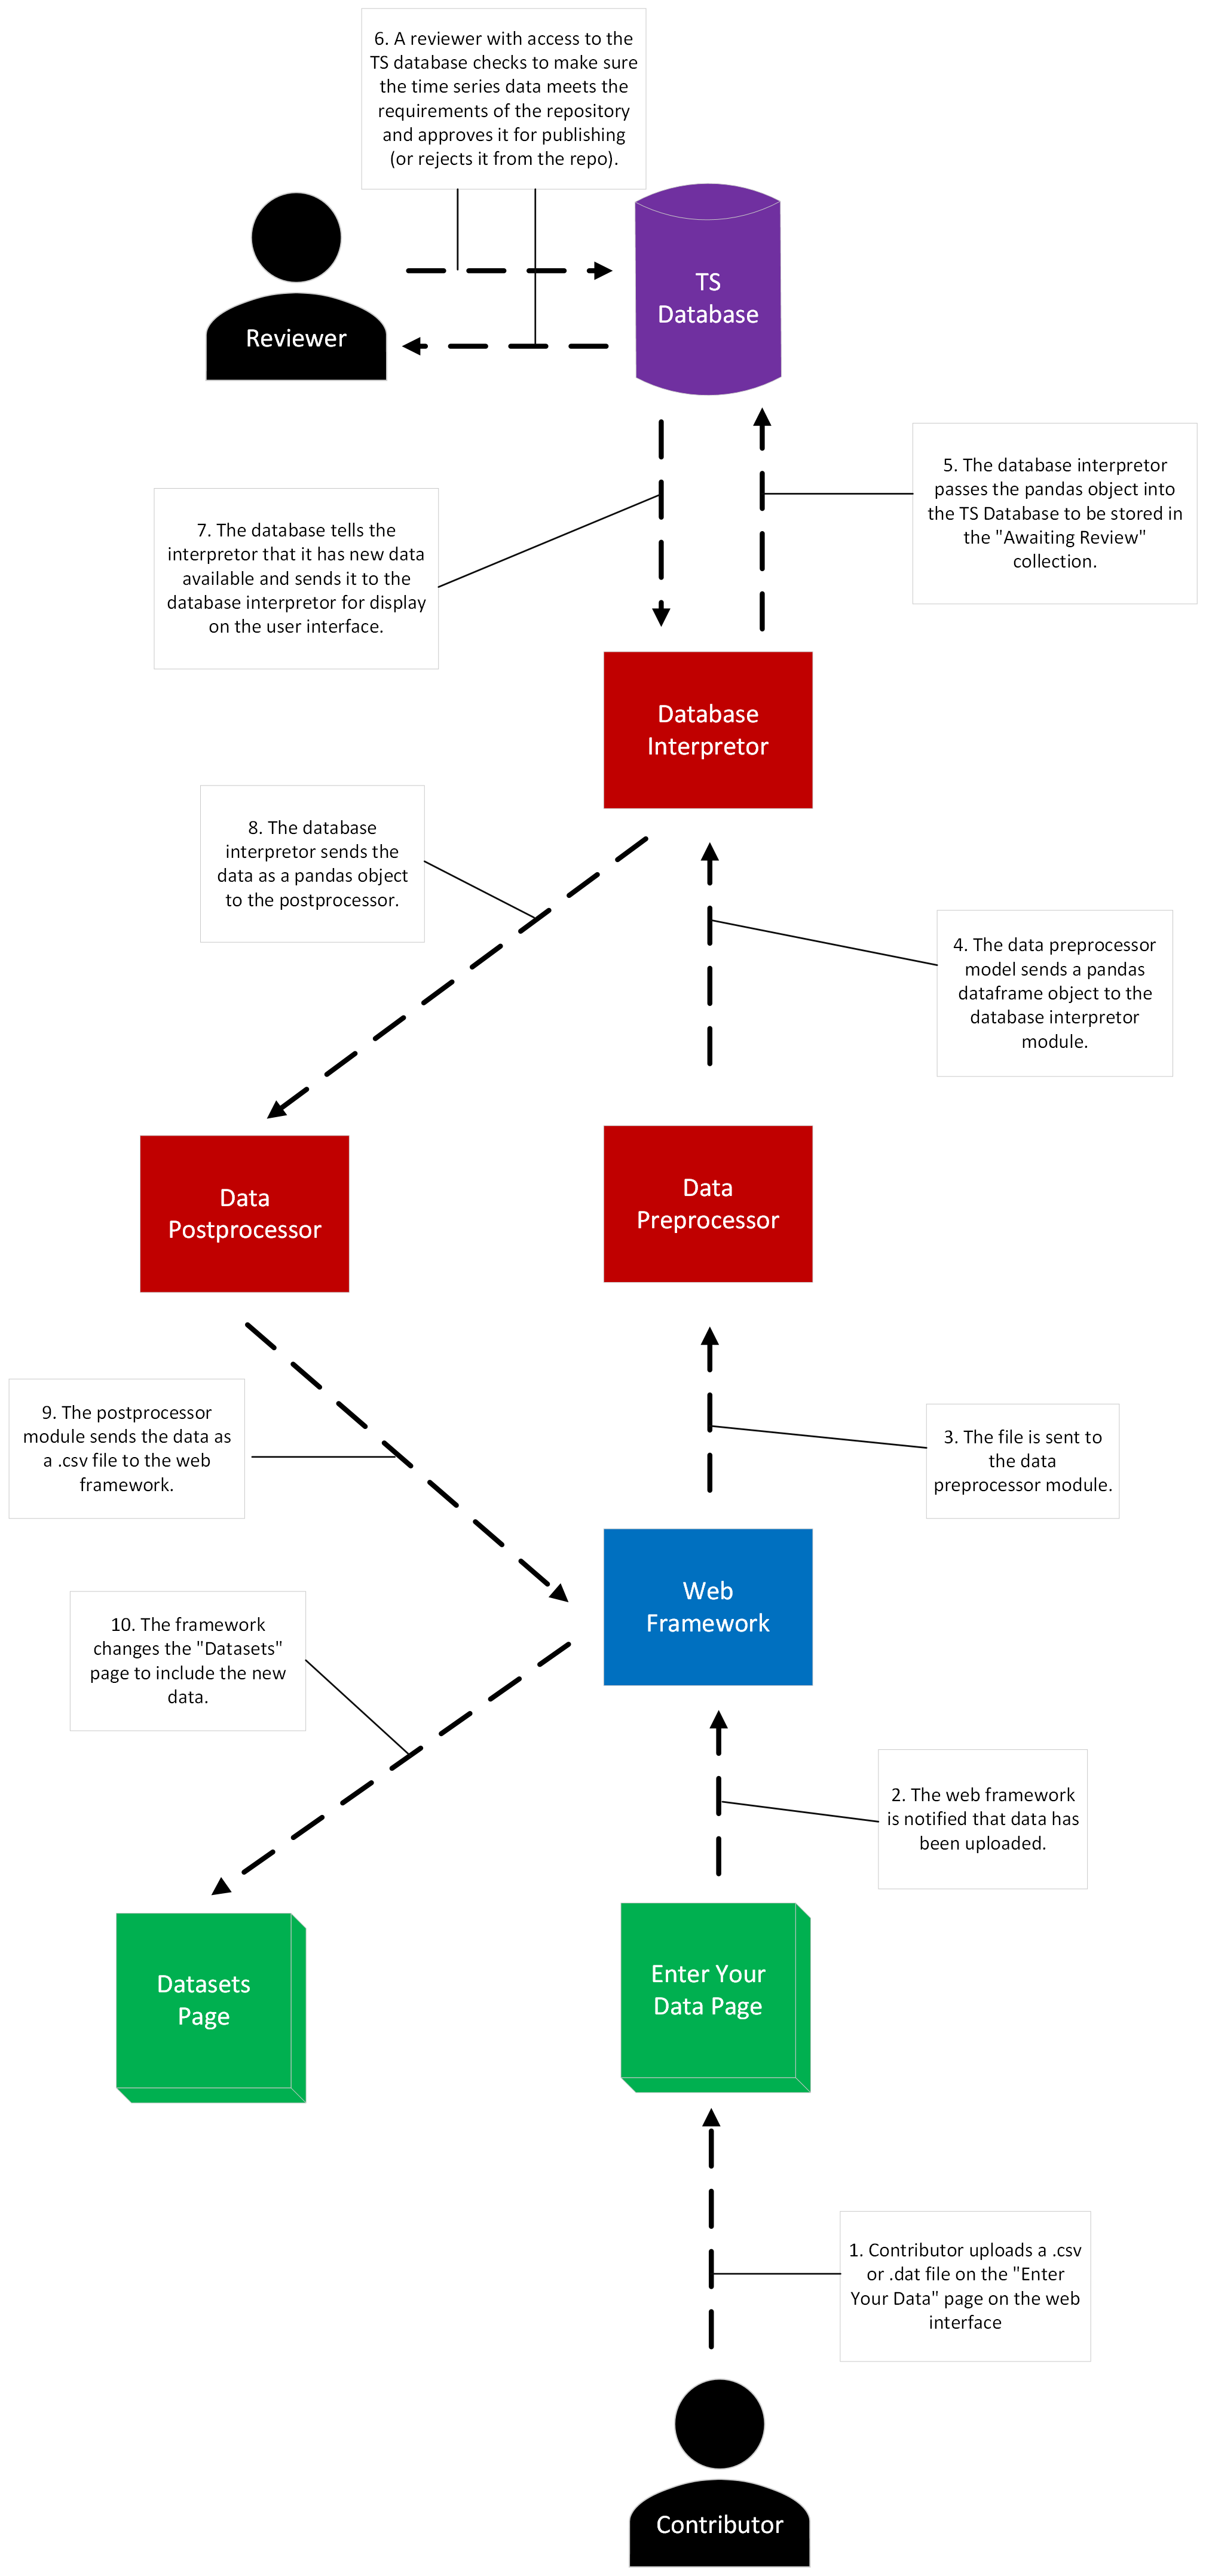 6. A reviewer with access to the
TS database checks to make sure
the time series data meets the
requirements of the repository
and approves it for publishing
(or rejects it from the repo).
Reviewer
TS
Database
5. The database interpretor
passes the pandas object into
the TS Database to be stored in
the "Awaiting Review"
collection.
7. The database tells the
interpretor that it has new data
available and sends it to the
database interpretor for display
on the user interface.
Database
Interpretor
8. The database
interpretor sends the
data as a pandas object
to the postprocessor.
4. The data preprocessor
model sends a pandas
dataframe object to the
database interpretor
module.
Data
Postprocessor
Data
Preprocessor
9. The postprocessor
module sends the data as
a .csv file to the web
framework.
3. The file is sent to
the data
preprocessor module.
Web
Framework
10. The framework
changes the "Datasets"
page to include the new
data.
2. The web framework
is notified that data has
been uploaded.
Datasets
Page
Enter Your
Data Page
1. Contributor uploads a .csv
or .dat file on the "Enter
Your Data" page on the web
interface
Contributor